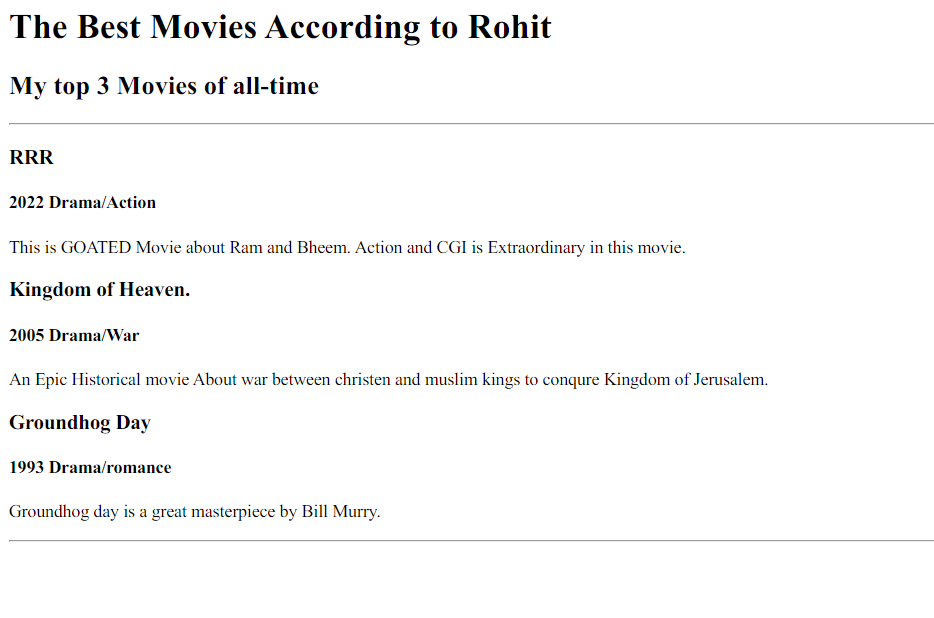 The Best Movies According to Rohit
My top 3 Movies of all-time
RRR
2022 Drama/Action
This is GOATED Movie about Ram and Bheem. Action and CGI is Extraordinary in this movie.
Kingdom of Heaven.
2005 Drama/War
An Epic Historical movie About war between christen and muslim kings to conqure Kingdom of Jerusalem.
Groundhog Day
1993 Drama/romance
Groundhog day is a great masterpiece by Bill Murry.